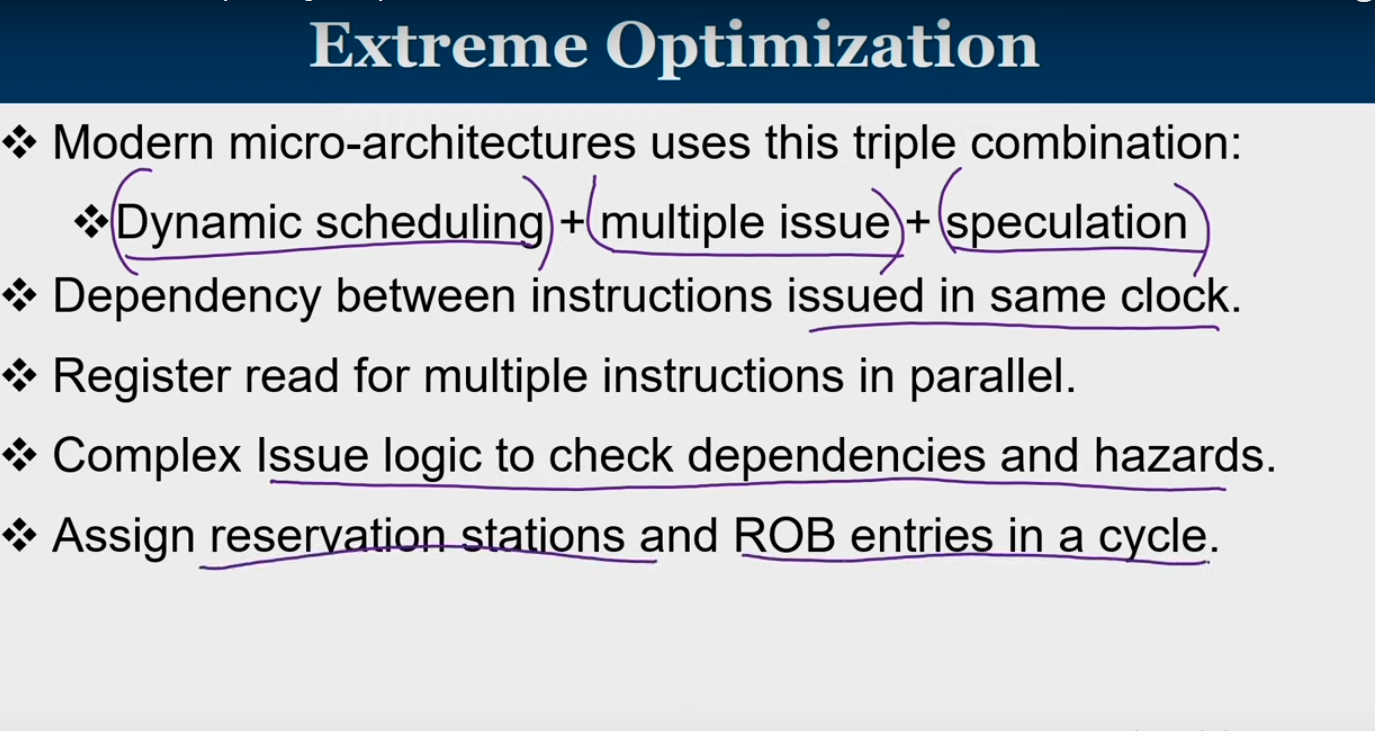 Extreme Optimization
❖ Modern micro-architectures uses this triple combination:
❖ Dynamic scheduling + multiple issue + speculation
❖ Dependency between instructions issued in same clock.
❖ Register read for multiple instructions in parallel.
❖ Complex Issue logic to check dependencies and hazards.
❖ Assign reservation stations and ROB entries in a cycle.